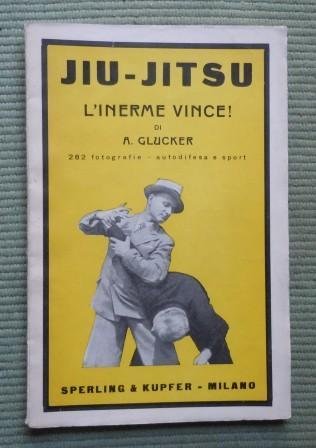 JIU-JITSU
L'INERME VINCE!
DI
A. GLUCKER
282 fotografie - autodifesa e sport
SPERLING & KUPFER - MILANO